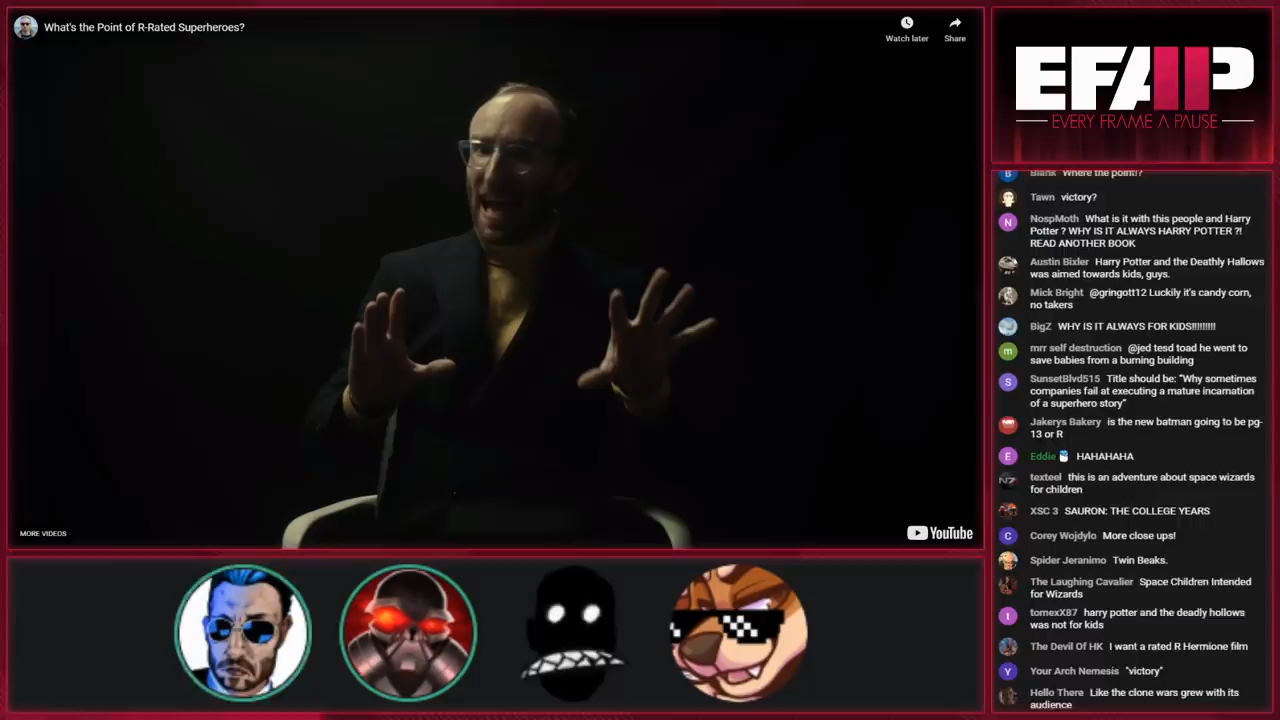 What's the Point of R-Rated Superheroes?
Watch later
Share
MORE VIDEOS
YouTube
EFAP
EVERY FRAME A PAUSE
Blank Where the point!?
Tawn victory?
NospMoth What is it with this people and Harry
Potter ? WHY IS IT ALWAYS HARRY POTTER ?!
READ ANOTHER BOOK
Austin Bixler Harry Potter and the Deathly Hallows
was aimed towards kids, guys.
Mick Bright @gringott12 Luckily it's candy corn,
no takers
BigZ WHY IS IT ALWAYS FOR KIDS!!!!!!!!!
mrr self destruction @jed tesd toad he went to
save babies from a burning building
SunsetBlvd515 Title should be: “Why sometimes
companies fail at executing a mature incarnation
of a superhero story”
Jakerys Bakery is the new batman going to be pg-
13 or R
Eddie HAHAHAHA
texteel this is an adventure about space wizards
for children
XSC 3 SAURON: THE COLLEGE YEARS
Corey Wojdylo More close ups!
Spider Jeranimo Twin Beaks.
The Laughing Cavalier Space Children Intended
for Wizards
tomexX87 harry potter and the deadly hollows
was not for kids
The Devil Of HK I want a rated R Hermione film
Your Arch Nemesis "victory"
Hello There Like the clone wars grew with its
audience